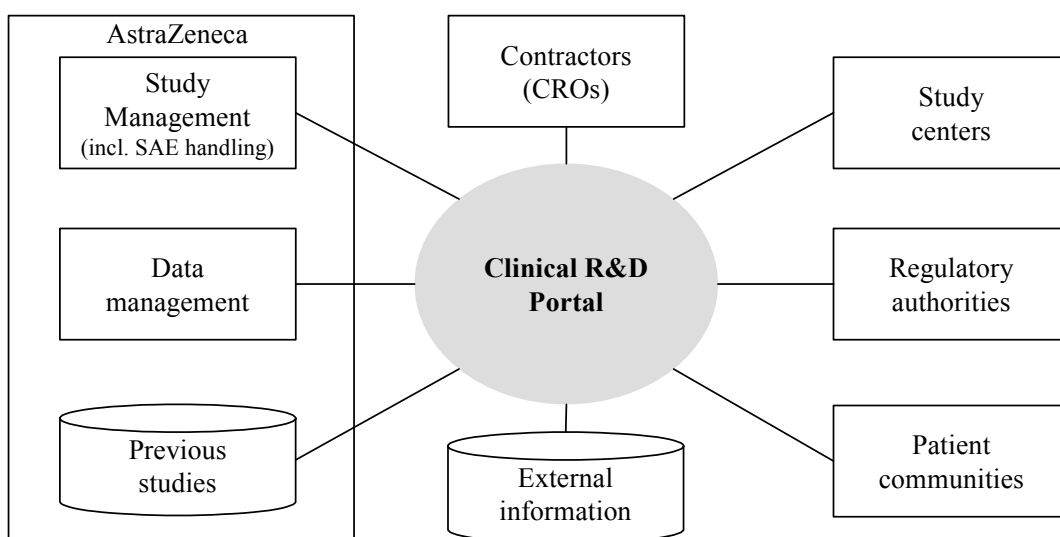 AstraZeneca
Study
Management
(incl. SAE handling)
Contractors
(CROs)
Study
centers
Data
management
Clinical R&D
Portal
Regulatory
authorities
Previous
studies
External
information
Patient
communities